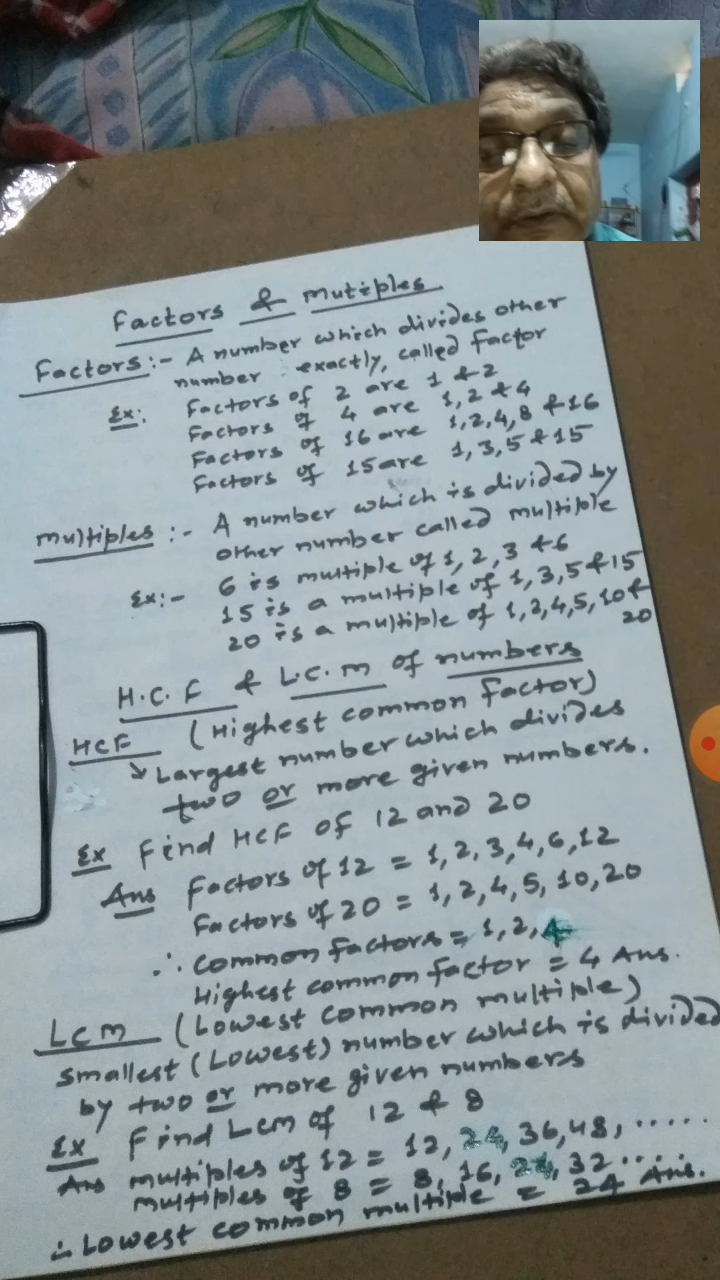 Factors & Mutiples
Factors:- A number which divides other
number exactly, called Factor
Ex: Factors of 2 are 1 & 2
Factors of 4 are 1, 2 & 4
Factors of 16 are 1, 2, 4, 8 & 16
Factors of 15 are 1, 3, 5 & 15
multiples :- A number which is divided by
other number called multiple
Ex:- 6 is multiple of 1, 2, 3 & 6
15 is a multiple of 1, 3, 5 & 15
20 is a multiple of 1, 2, 4, 5, 10 &
20
H.C.F & L.C.M of numbers
HCF (Highest common factor)
↳ Largest number which divides
two or more given numbers.
Ex Find HCF of 12 and 20
Ans Factors of 12 = 1, 2, 3, 4, 6, 12
Factors of 20 = 1, 2, 4, 5, 10, 20
∴ common factors = 1, 2, 4
Highest common factor = 4 Ans.
LCM (Lowest common multiple)
smallest (Lowest) number which is divided
by two or more given numbers
Ex Find LCM of 12 & 8
Ans multiples of 12 = 12, 24, 36, 48, .....
multiples of 8 = 8, 16, 24, 32 .....
∴ Lowest common multiple = 24 Ans.